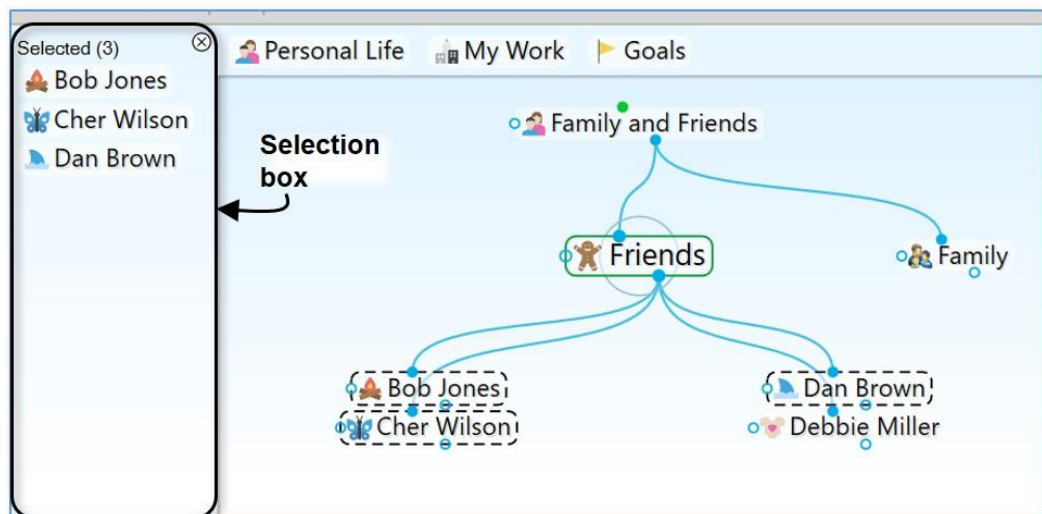 Selected (3)
Bob Jones
Cher Wilson
Dan Brown
Selection
box
Personal Life My Work Goals
Family and Friends
Friends
Family
Bob Jones
Cher Wilson
Dan Brown
Debbie Miller